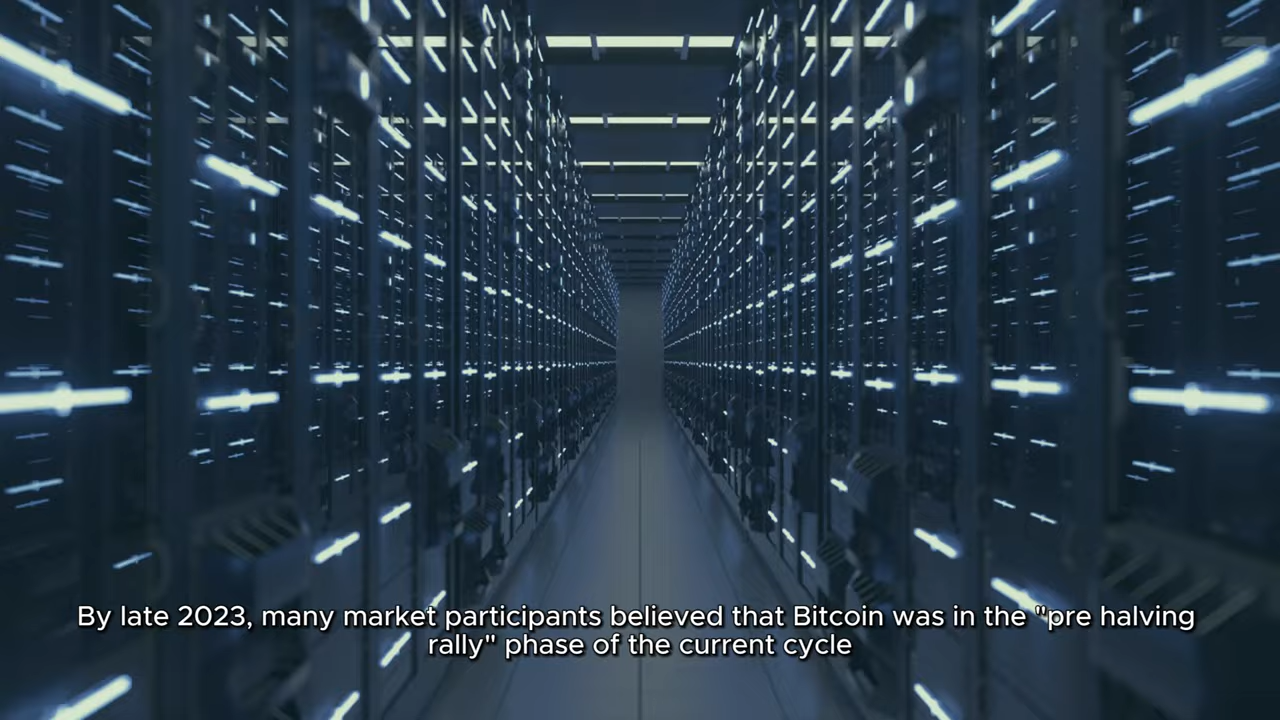 By late 2023, many market participants believed that Bitcoin was in the "pre halving
rally" phase of the current cycle